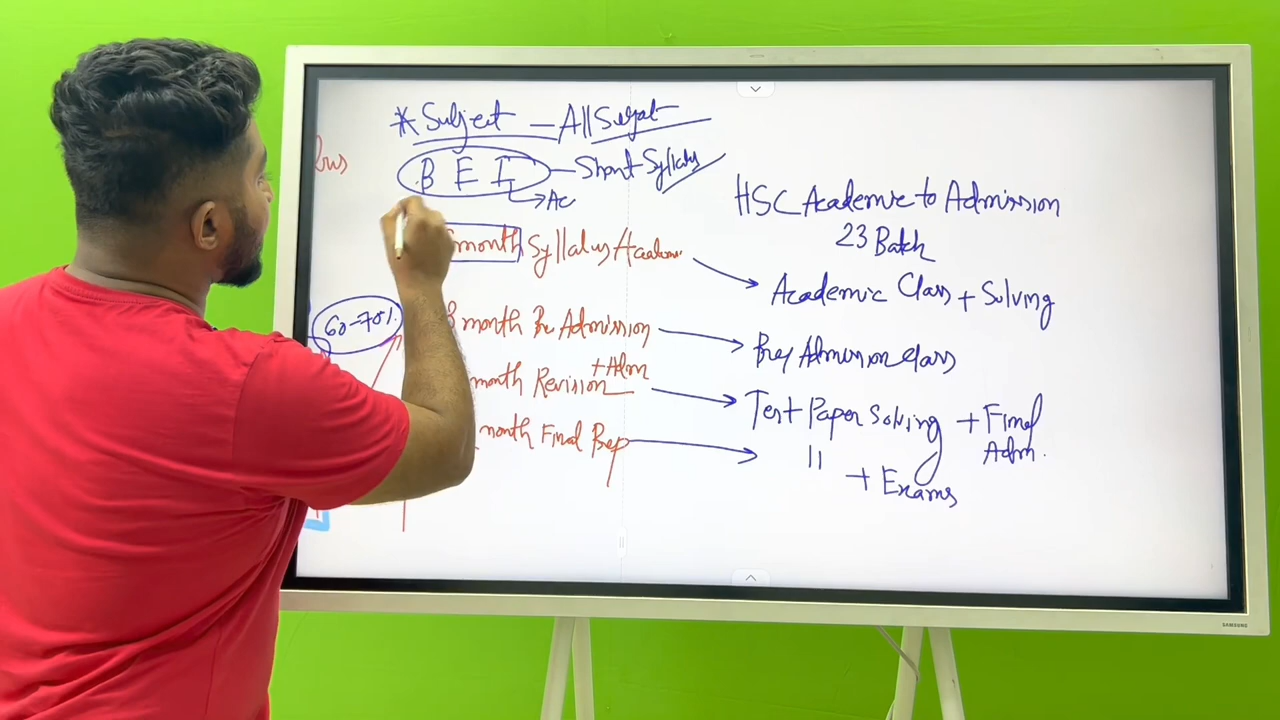 * Subject – All Subject
B E I – Short Syllabus
→ Ac
HSC Academic to Admission
23 Batch
month Syllabus Academic
Academic Class + Solving
60-70%
month Pre Admission
Pre Admission Class
+ Adm
month Revision
Test Paper Solving + Final
Adm.
month Final Prep
"
+ Exams
SAMSUNG